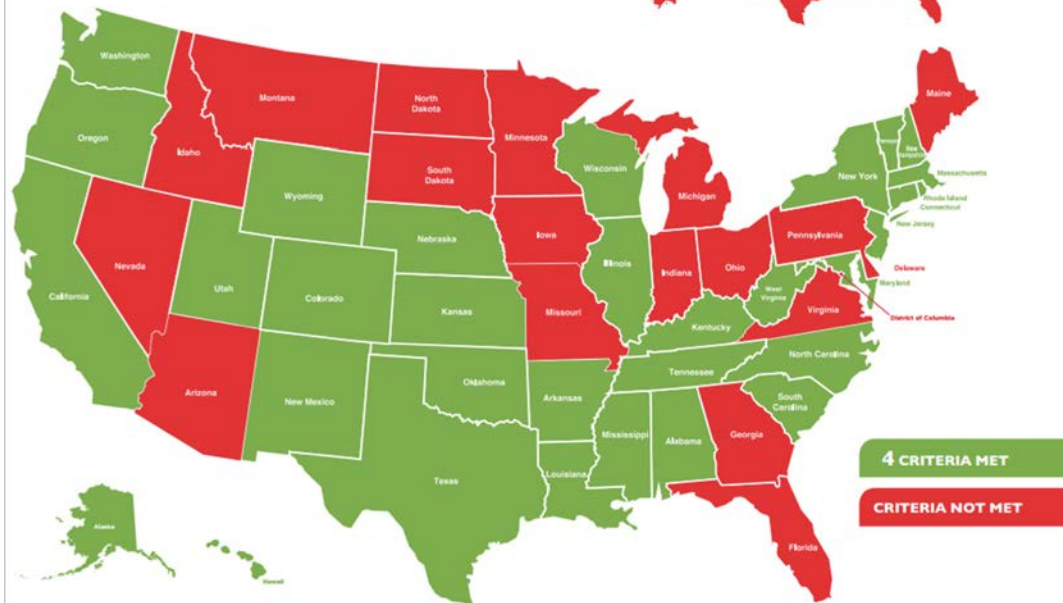 Washington
Oregon
California
Nevada
Idaho
Montana
Wyoming
Utah
Arizona
Colorado
New Mexico
North
Dakota
South
Dakota
Nebraska
Kansas
Oklahoma
Texas
Minnesota
Iowa
Missouri
Arkansas
Louisiana
Wisconsin
Illinois
Michigan
Indiana
Ohio
Kentucky
Tennessee
Mississippi
Alabama
Georgia
Florida
South
Carolina
North Carolina
Virginia
West
Virginia
Pennsylvania
New York
Vermont
New
Hampshire
Maine
Massachusetts
Rhode Island
Connecticut
New Jersey
Delaware
Maryland
District of Columbia
Alaska
Hawaii
4 CRITERIA MET
CRITERIA NOT MET